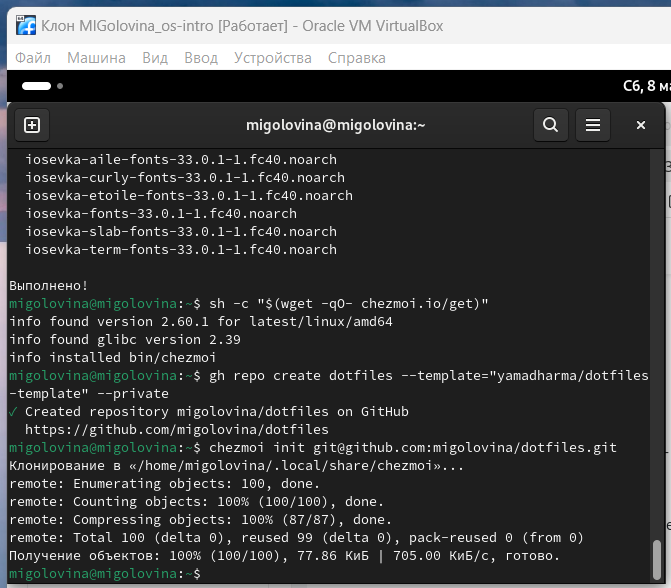 Клон MIGolovina_os-intro [Работает] - Oracle VM VirtualBox
Файл Машина Вид Ввод Устройства Справка
Сб, 8
migolovina@migolovina:~
iosevka-aile-fonts-33.0.1-1.fc40.noarch
iosevka-curly-fonts-33.0.1-1.fc40.noarch
iosevka-etoile-fonts-33.0.1-1.fc40.noarch
iosevka-fonts-33.0.1-1.fc40.noarch
iosevka-slab-fonts-33.0.1-1.fc40.noarch
iosevka-term-fonts-33.0.1-1.fc40.noarch
Выполнено!
migolovina@migolovina:~$ sh -c "$(wget -qO- chezmoi.io/get)"
info found version 2.60.1 for latest/linux/amd64
info found glibc version 2.39
info installed bin/chezmoi
migolovina@migolovina:~$ gh repo create dotfiles --template="yamadharma/dotfiles
-template" --private
✓ Created repository migolovina/dotfiles on GitHub
https://github.com/migolovina/dotfiles
migolovina@migolovina:~$ chezmoi init git@github.com:migolovina/dotfiles.git
Клонирование в «/home/migolovina/.local/share/chezmoi»...
remote: Enumerating objects: 100, done.
remote: Counting objects: 100% (100/100), done.
remote: Compressing objects: 100% (87/87), done.
remote: Total 100 (delta 0), reused 99 (delta 0), pack-reused 0 (from 0)
Получение объектов: 100% (100/100), 77.86 КиБ | 705.00 КиБ/с, готово.
migolovina@migolovina:~$